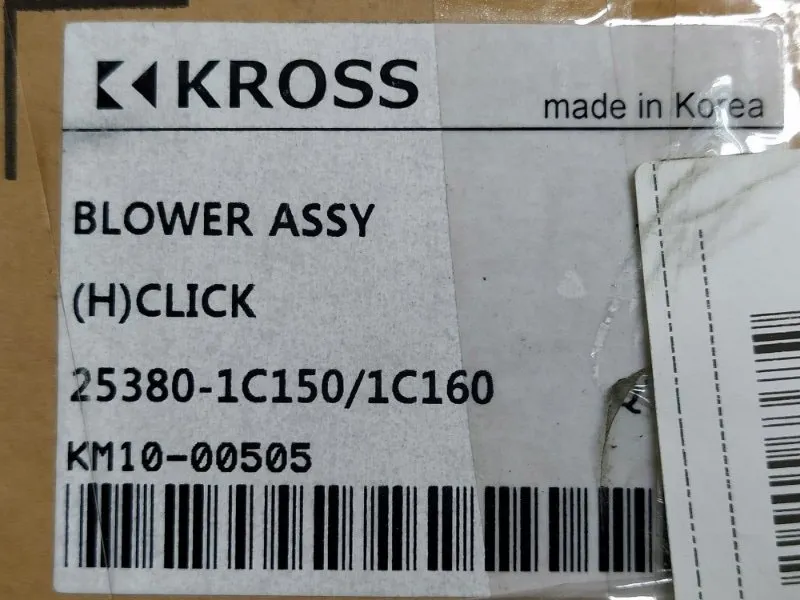 KROSS
made in Korea
BLOWER ASSY
(H)CLICK
25380-1C150/1C160
KM10-00505